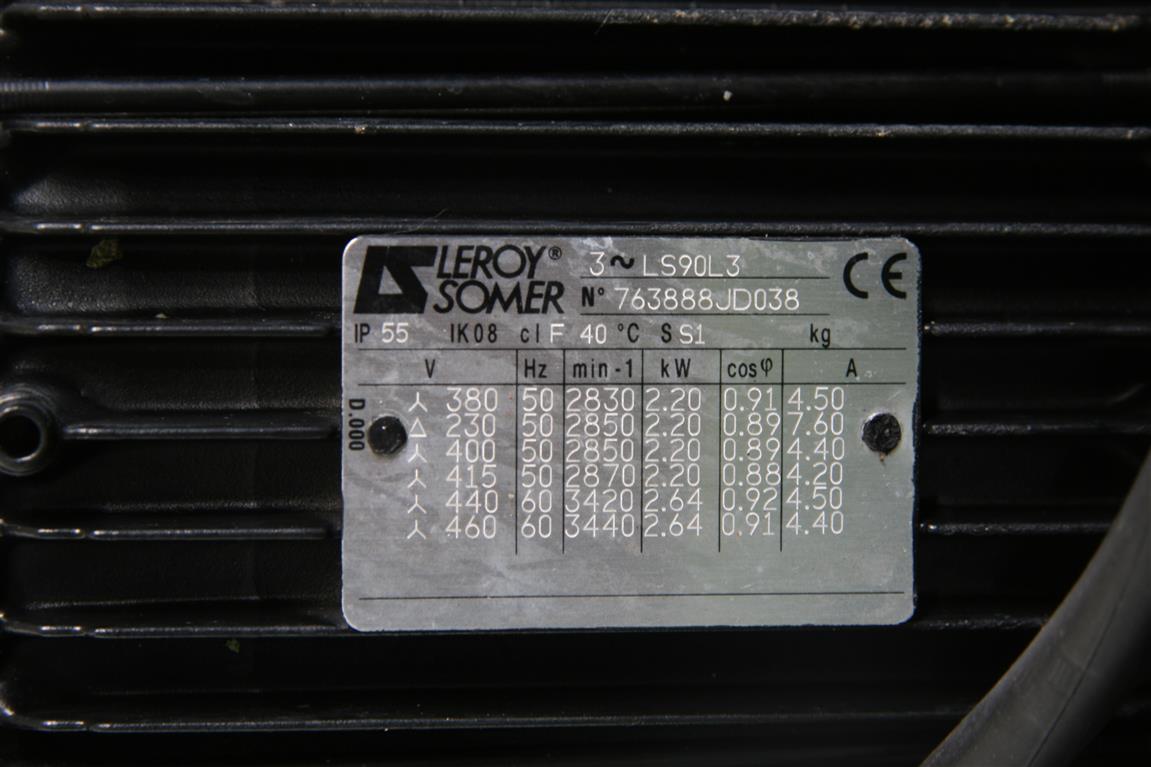 LEROY® SOMER
3~ LS90L3
N° 763888JD038
CE
IP 55 IK08 cl F 40 °C S S1 kg
V Hz min-1 kW cosφ A
⅄ 380 50 2830 2.20 0.91 4.50
Δ 230 50 2850 2.20 0.89 7.60
⅄ 400 50 2850 2.20 0.89 4.40
⅄ 415 50 2870 2.20 0.88 4.20
⅄ 440 60 3420 2.64 0.92 4.50
⅄ 460 60 3440 2.64 0.91 4.40
D.000